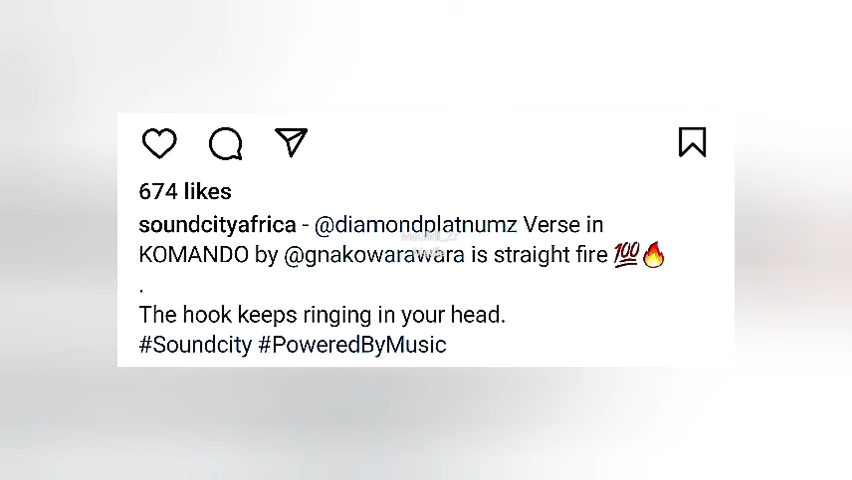 674 likes
soundcityafrica - @diamondplatnumz Verse in
KOMANDO by @gnakowarawara is straight fire 💯🔥
.
The hook keeps ringing in your head.
#Soundcity #PoweredByMusic